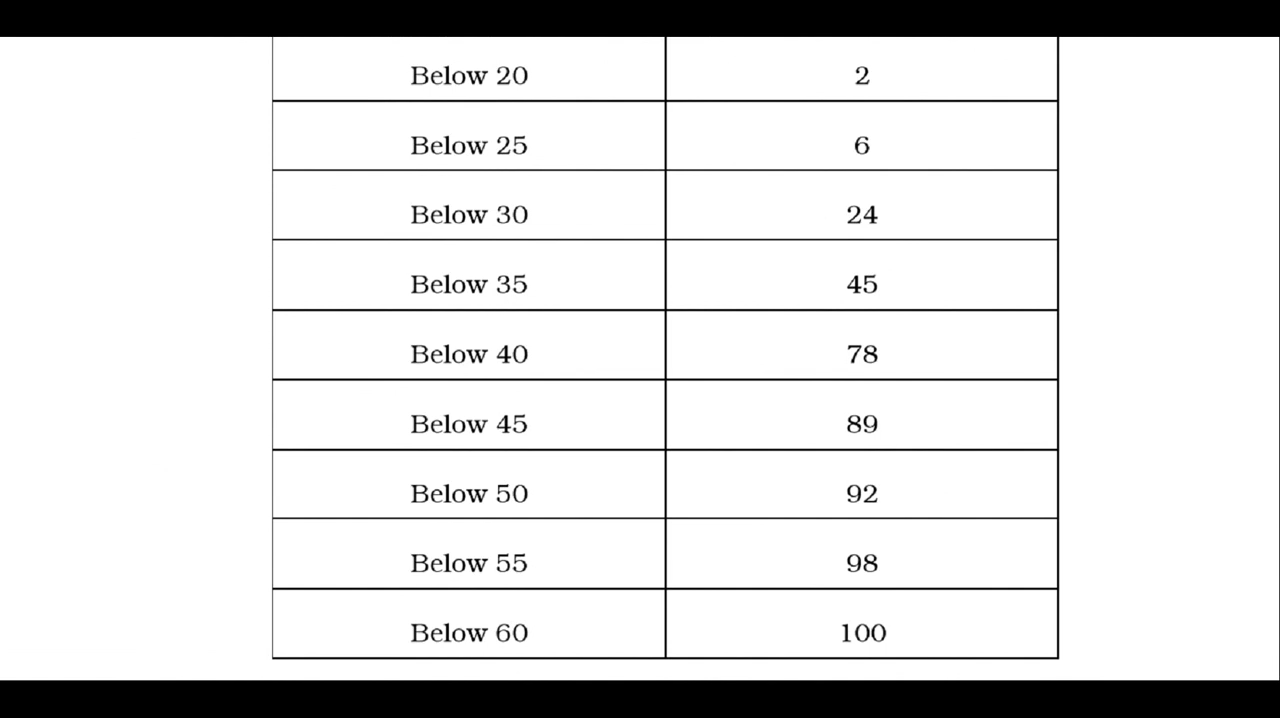 Below 20 2
Below 25 6
Below 30 24
Below 35 45
Below 40 78
Below 45 89
Below 50 92
Below 55 98
Below 60 100